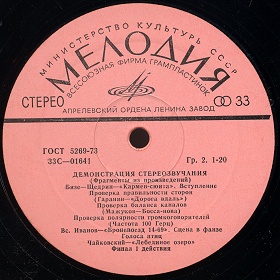 МИНИСТЕРСТВО КУЛЬТУРЫ СССР
МЕЛОДИЯ
ВСЕСОЮЗНАЯ ФИРМА ГРАМПЛАСТИНОК
СТЕРЕО
33
АПРЕЛЕВСКИЙ ОРДЕНА ЛЕНИНА ЗАВОД
ГОСТ 5269-73
33С—01641
Гр. 2. 1-20
ДЕМОНСТРАЦИЯ СТЕРЕОЗВУЧАНИЯ
(Фрагменты из произведений)
Бизе—Щедрин—«Кармен-сюита». Вступление
Проверка правильности сторон
(Гаранян—«Дорога вдаль»)
Проверка баланса каналов
(Мажуков—Босса-нова)
Проверка полярности громкоговорителей
(Частота 100 Герц)
Вс. Иванов—«Бронепоезд 14-69». Сцена в фанзе
Голоса птиц
Чайковский—«Лебединое озеро»
Финал 1 действия